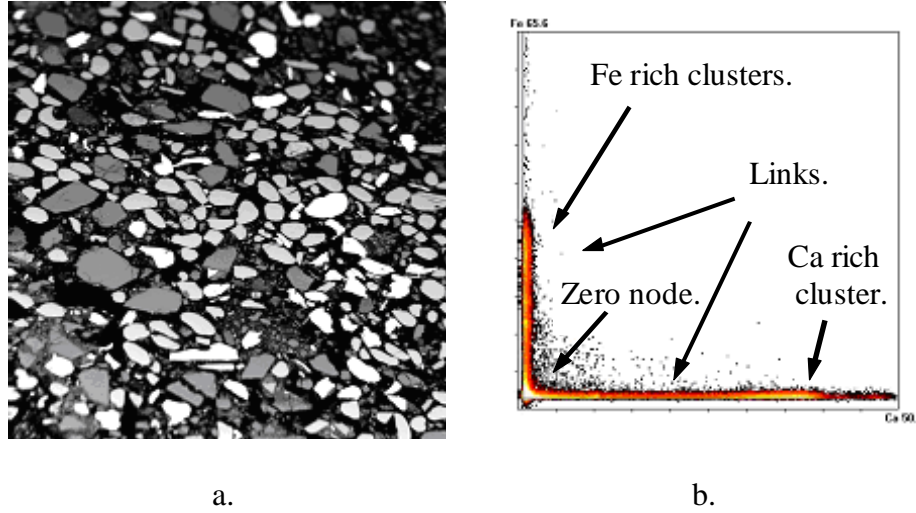 Fe 65.6
Fe rich clusters.
Links.
Ca rich
cluster.
Zero node.
Ca 50.
a.
b.